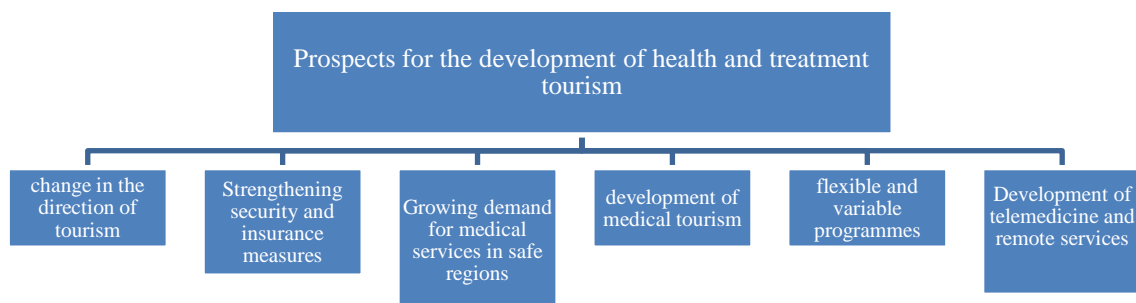 Prospects for the development of health and treatment
tourism
change in the
direction of
tourism
Strengthening
security and
insurance
measures
Growing demand
for medical
services in safe
regions
development of
medical tourism
flexible and
variable
programmes
Development of
telemedicine and
remote services